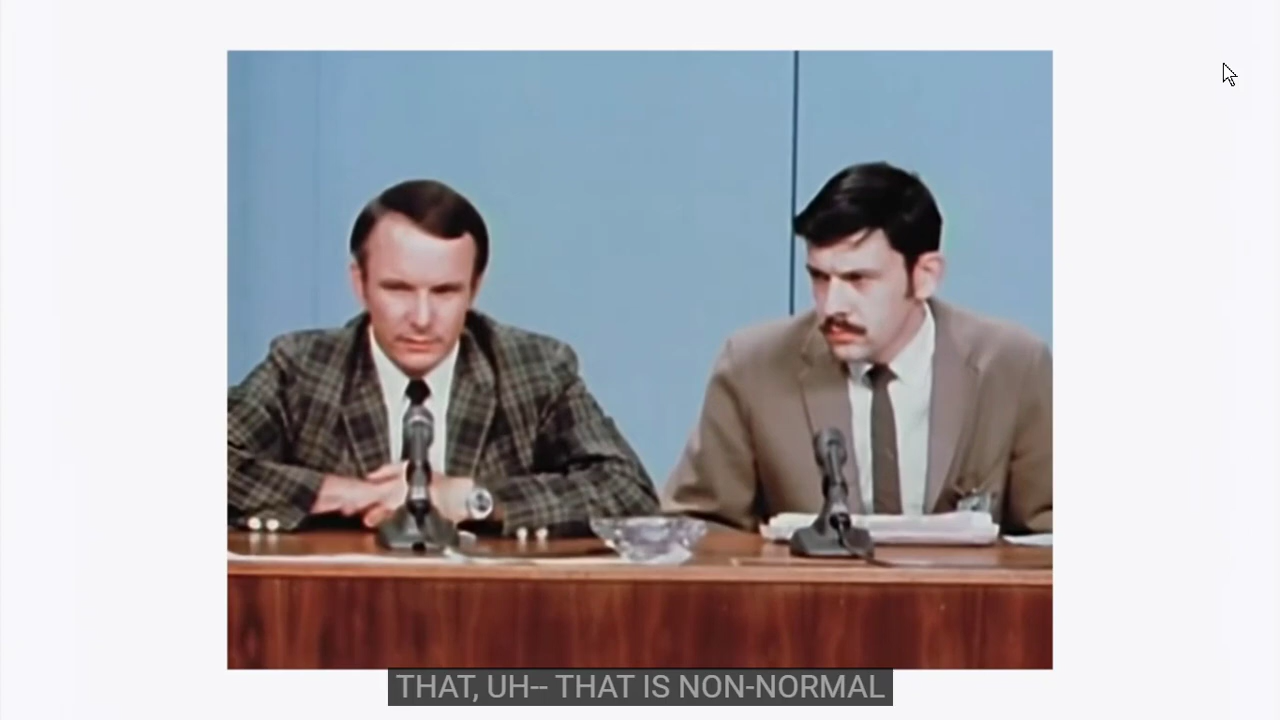 THAT, UH-- THAT IS NON-NORMAL